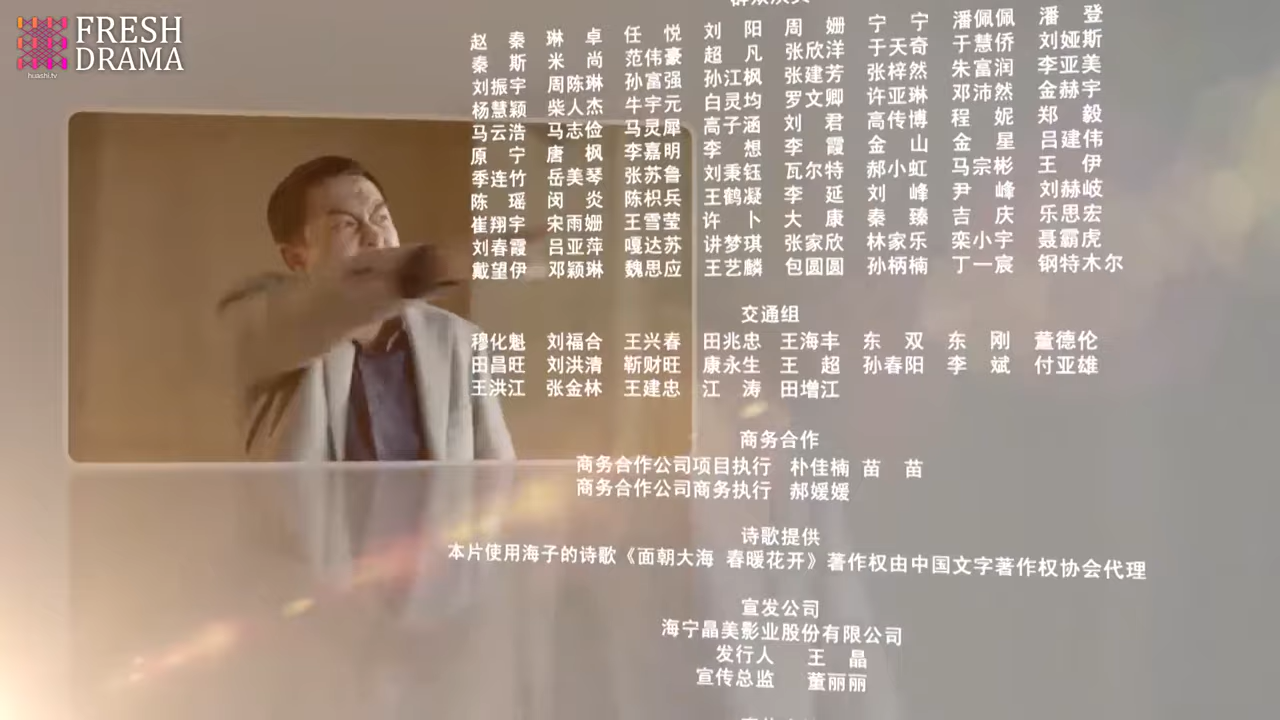 FRESH
DRAMA
huashi.tv
赵 秦 琳 卓 任 悦 刘 阳 周 姗 宁 宁 潘佩佩 潘 登
秦 斯 米 尚 范伟豪 超 凡 张欣洋 于天奇 于慧侨 刘娅斯
刘振宇 周陈琳 孙富强 孙江枫 张建芳 张梓然 朱富润 李亚美
杨慧颖 柴人杰 牛宇元 白灵均 罗文卿 许亚琳 邓沛然 金赫宇
马云浩 马志俭 马灵犀 高子涵 刘 君 高传博 程 妮 郑 毅
原 宁 唐 枫 李嘉明 李 想 李 霞 金 山 金 星 吕建伟
季连竹 岳美琴 张苏鲁 刘秉钰 瓦尔特 郝小虹 马宗彬 王 伊
陈 瑶 闵 炎 陈枳兵 王鹤凝 李 延 刘 峰 尹 峰 刘赫岐
崔翔宇 宋雨姗 王雪莹 许 卜 大 康 秦 臻 吉 庆 乐思宏
刘春霞 吕亚萍 嘎达苏 讲梦琪 张家欣 林家乐 栾小宇 聂霸虎
戴望伊 邓颖琳 魏思应 王艺麟 包圆圆 孙柄楠 丁一宸 钢特木尔
交通组
穆化魁 刘福合 王兴春 田兆忠 王海丰 东 双 东 刚 董德伦
田昌旺 刘洪清 靳财旺 康永生 王 超 孙春阳 李 斌 付亚雄
王洪江 张金林 王建忠 江 涛 田增江
商务合作
商务合作公司项目执行 朴佳楠 苗 苗
商务合作公司商务执行 郝媛媛
诗歌提供
本片使用海子的诗歌《面朝大海 春暖花开》著作权由中国文字著作权协会代理
宣发公司
海宁晶美影业股份有限公司
发行人 王 晶
宣传总监 董丽丽